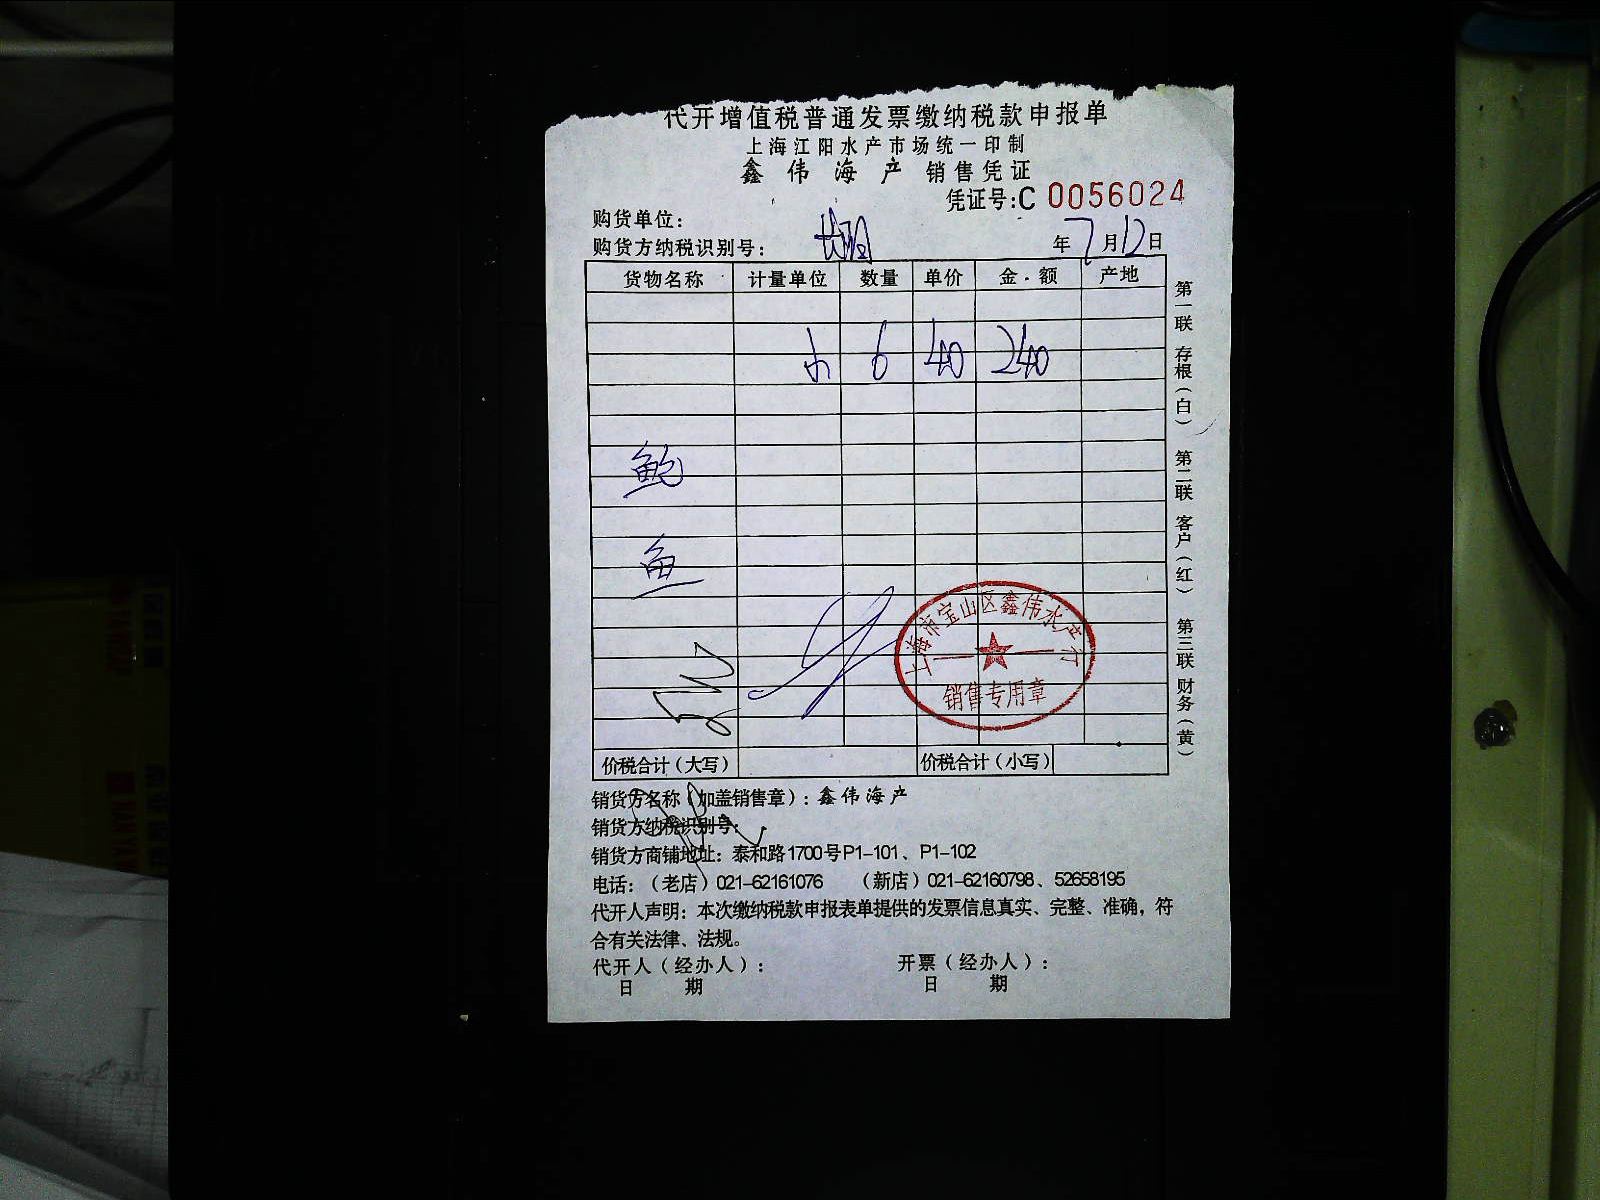 代开增值税普通发票缴纳税款申报单
上海江阳水产市场统一印制
鑫伟海产 销售凭证
凭证号:C 0056024
购货单位:
购货方纳税识别号:
年 7 月 12 日
货物名称 计量单位 数量 单价 金.额 产地
小 6 40 240
鲍
鱼
上海市宝山区鑫伟水产行
销售专用章
价税合计(大写) 价税合计(小写)
销货方名称(加盖销售章):鑫伟海产
销货方纳税识别号:
销货方商铺地址:泰和路1700号P1-101、P1-102
电话:(老店)021-62161076 (新店)021-62160798、52658195
代开人声明:本次缴纳税款申报表单提供的发票信息真实、完整、准确,符
合有关法律、法规。
代开人(经办人): 开票(经办人):
日 期 日 期
第一联 存根(白) 第二联 客户(红) 第三联 财务(黄)